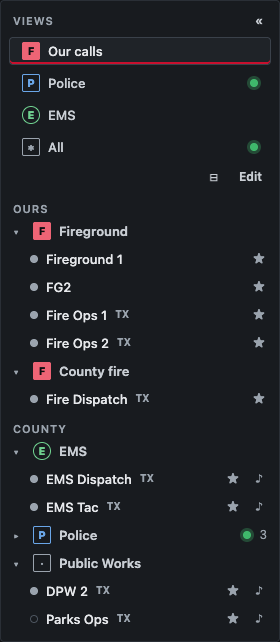 VIEWS «
F Our calls
P Police
E EMS
✱ All
⊟ Edit
OURS
▾ F Fireground
Fireground 1 ★
FG2 ★
Fire Ops 1 TX ★
Fire Ops 2 TX ★
▾ F County fire
Fire Dispatch TX ★
COUNTY
▾ E EMS
EMS Dispatch TX ★ ♪
EMS Tac TX ★ ♪
▸ P Police 3
▾ · Public Works
DPW 2 TX ★ ♪
Parks Ops TX ★ ♪